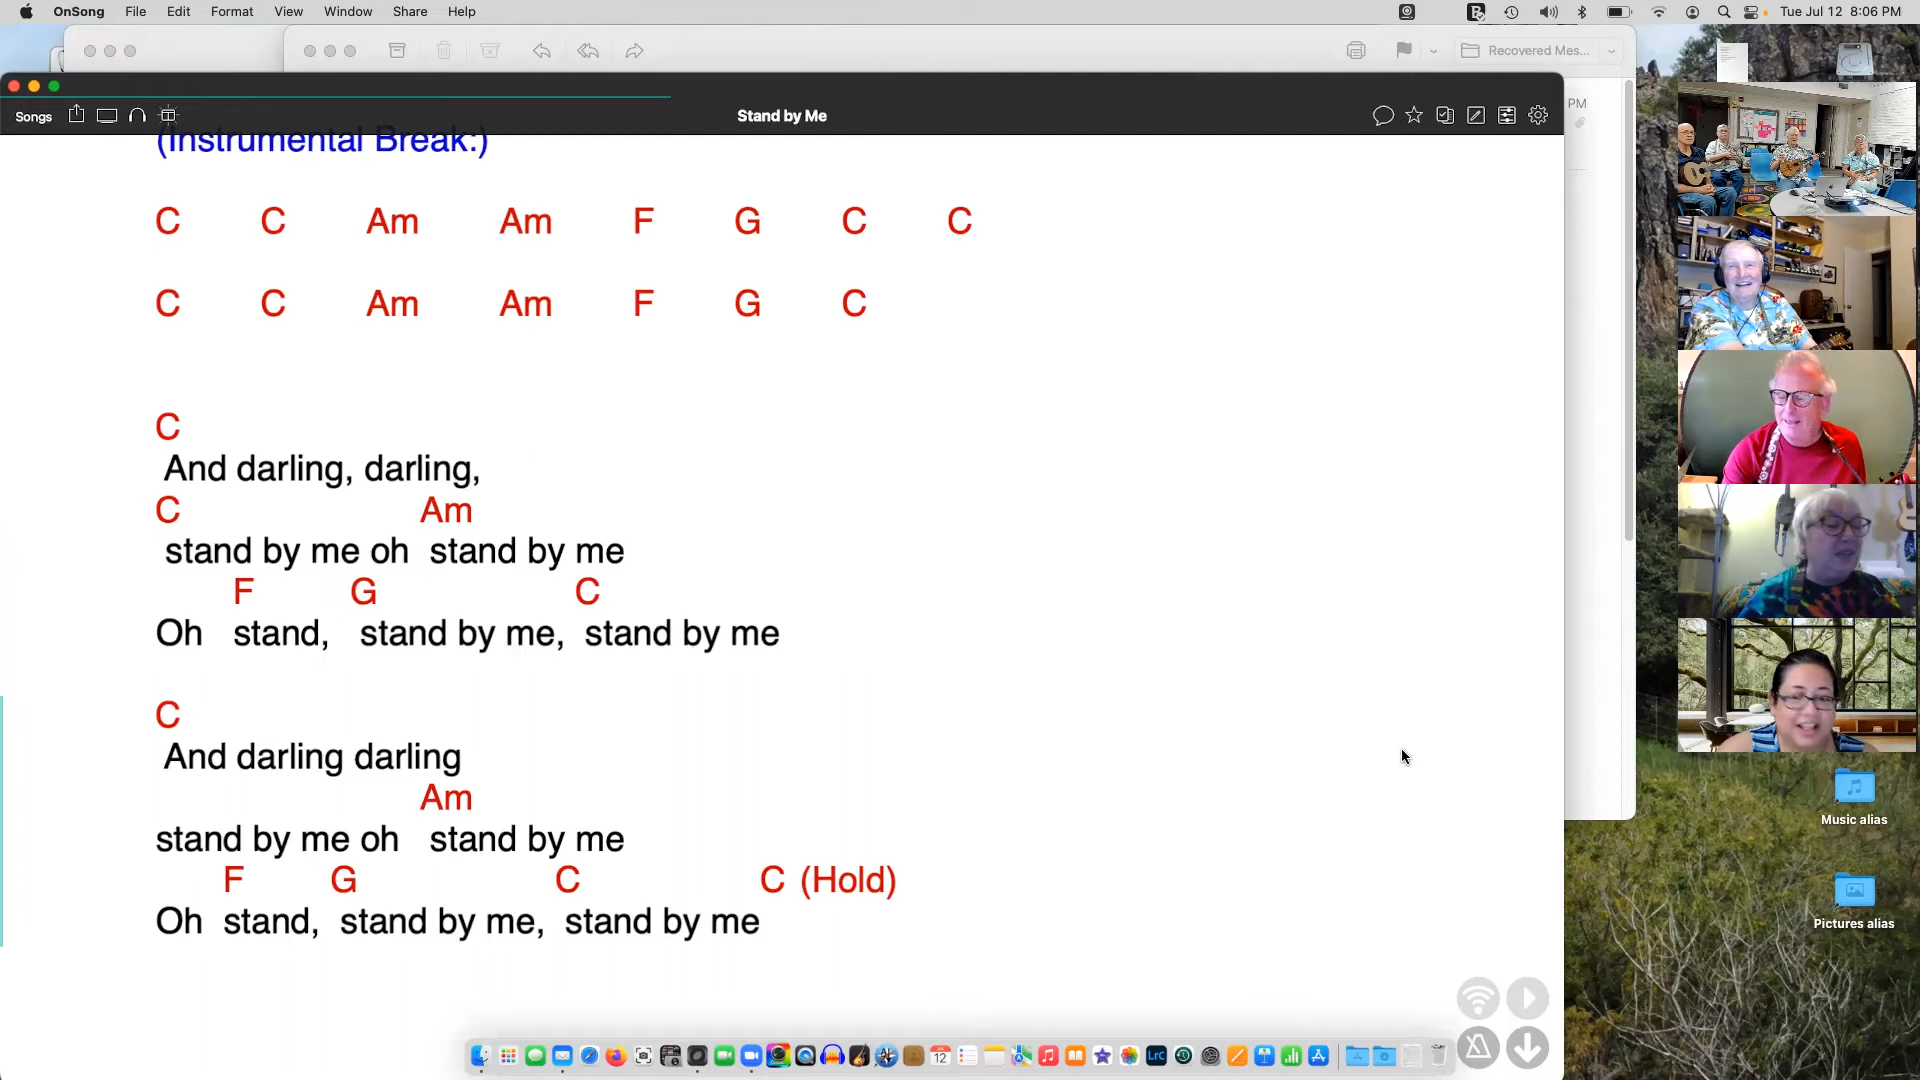 OnSong File Edit Format View Window Share Help Tue Jul 12 8:06 PM
Recovered Mes...
PM
Songs Stand by Me
(Instrumental Break:)
C C Am Am F G C C
C C Am Am F G C
C
And darling, darling,
C Am
stand by me oh stand by me
F G C
Oh stand, stand by me, stand by me
C
And darling darling
Am
stand by me oh stand by me
F G C C (Hold)
Oh stand, stand by me, stand by me
Music alias
Pictures alias
12 Lrc